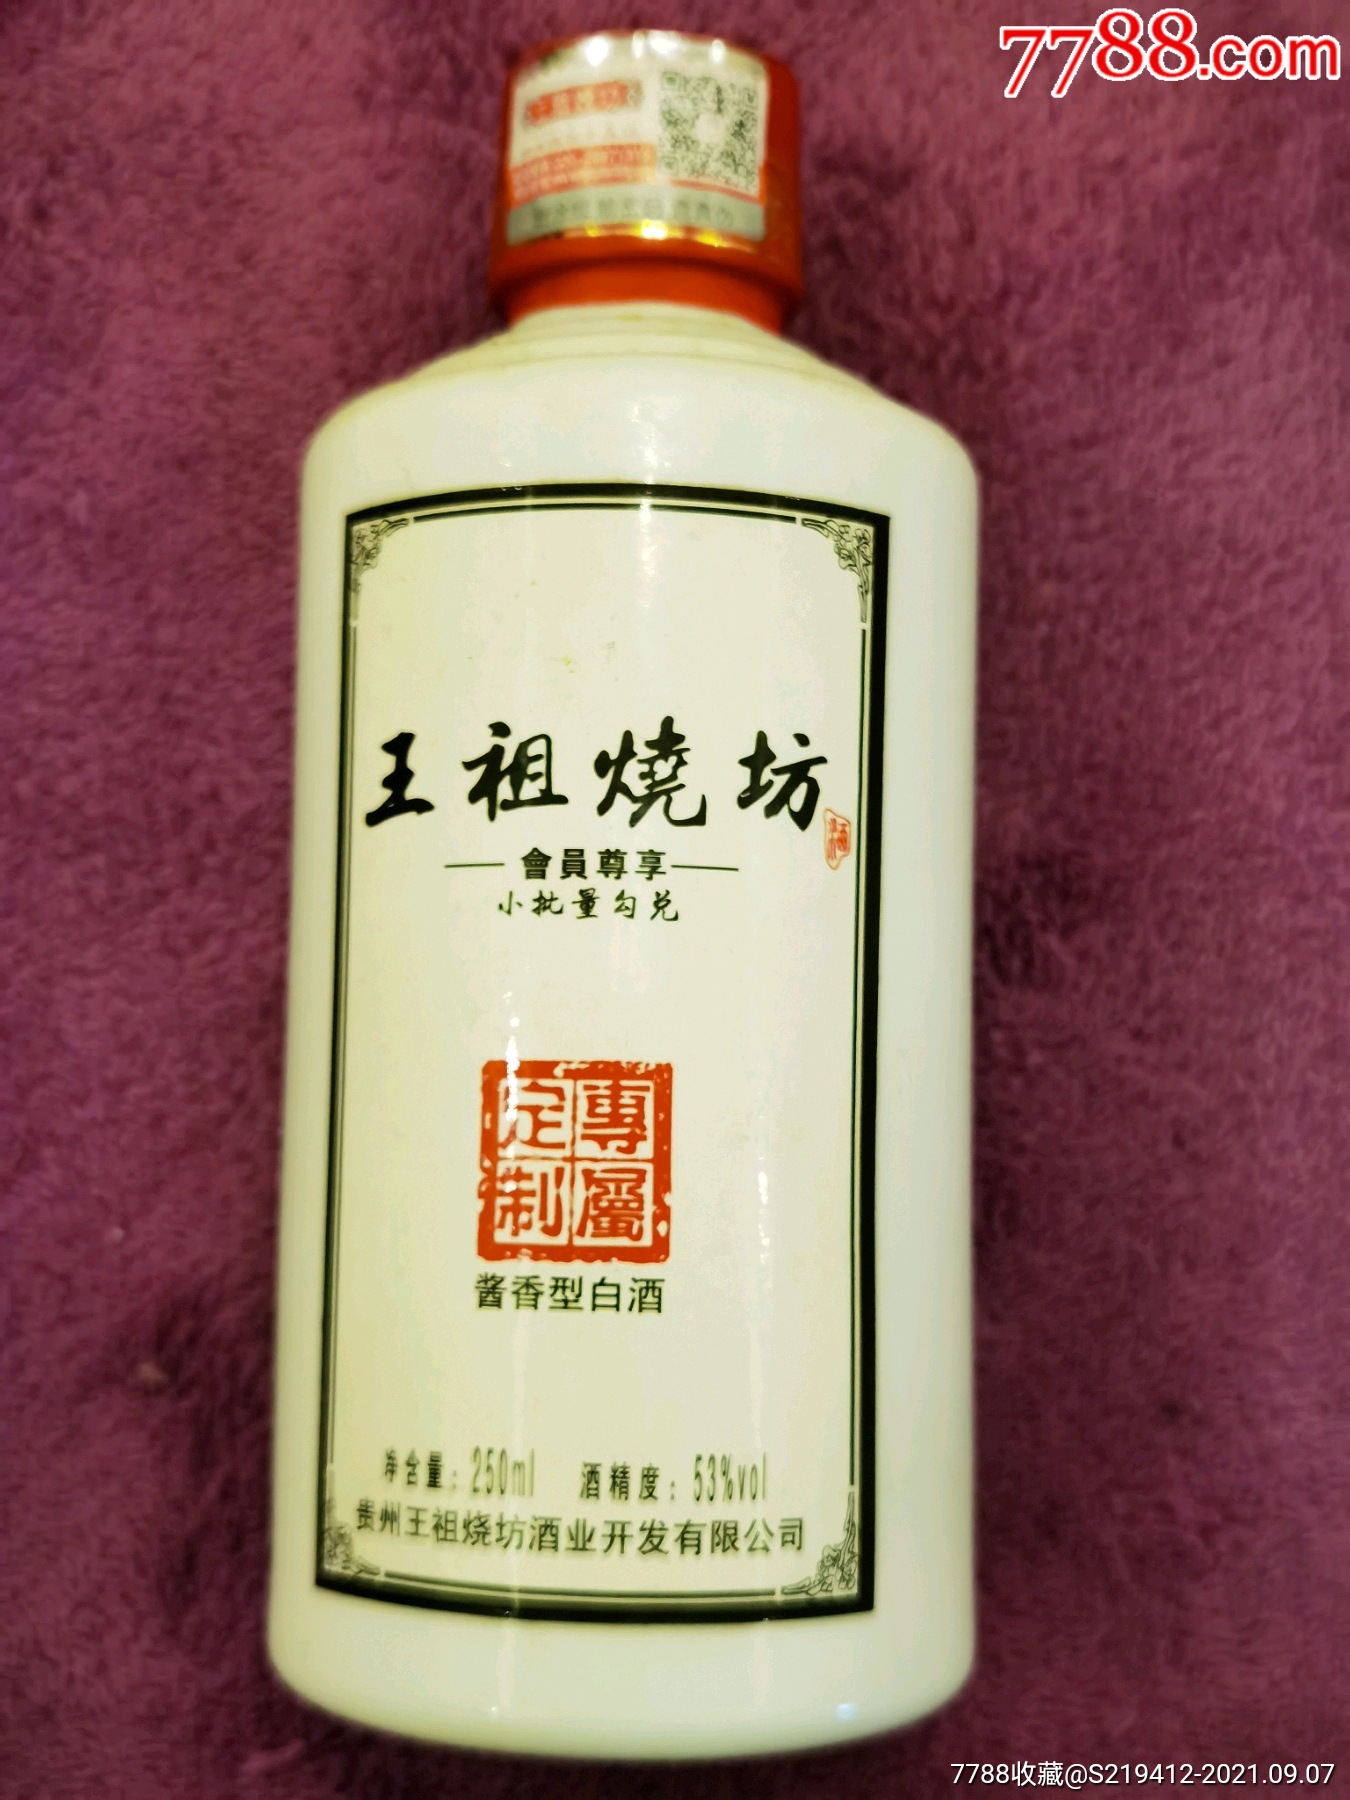 7788.com
王祖燒坊
酒
會員尊享
小批量勾兑
專屬
定制
酱香型白酒
净含量：250ml 酒精度：53%vol
贵州王祖烧坊酒业开发有限公司
7788收藏@S219412-2021.09.07